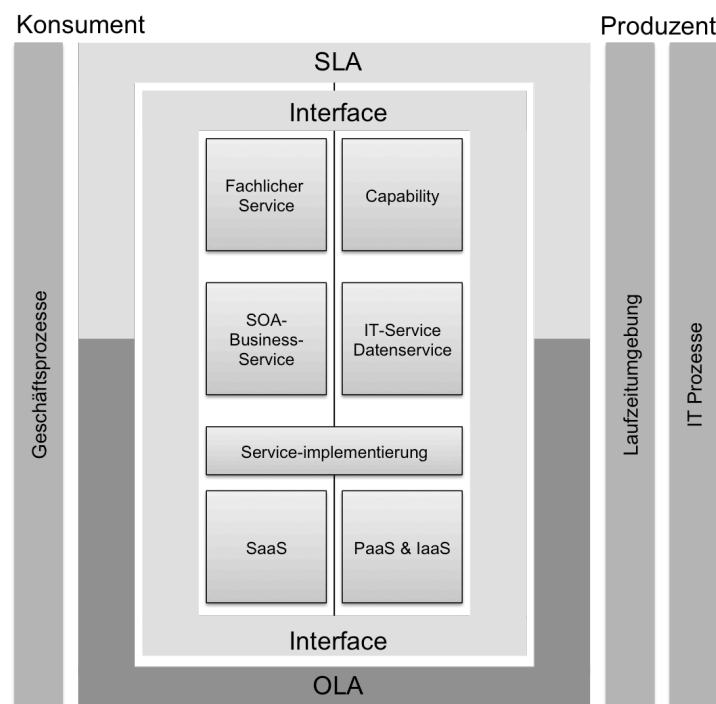 Konsument
Produzent
SLA
Interface
Fachlicher
Service
Capability
Geschäftsprozesse
SOA-
Business-
Service
IT-Service
Datenservice
Laufzeitumgebung
IT Prozesse
Service-implementierung
SaaS
PaaS & IaaS
Interface
OLA